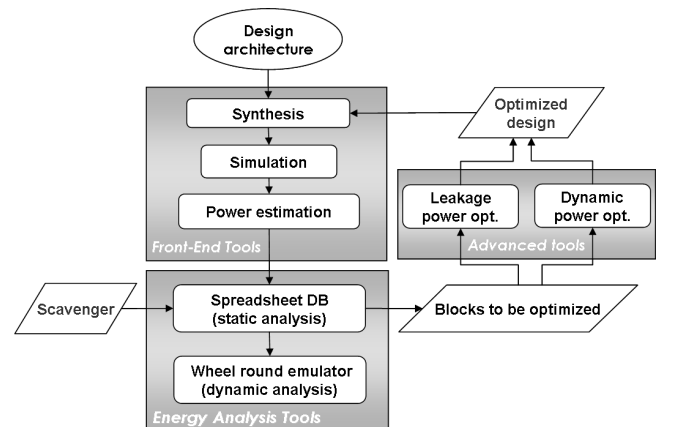 Design
architecture
Synthesis
Simulation
Power estimation
Front-End Tools
Optimized
design
Leakage
power opt.
Dynamic
power opt.
Advanced tools
Scavenger
Spreadsheet DB
(static analysis)
Blocks to be optimized
Wheel round emulator
(dynamic analysis)
Energy Analysis Tools